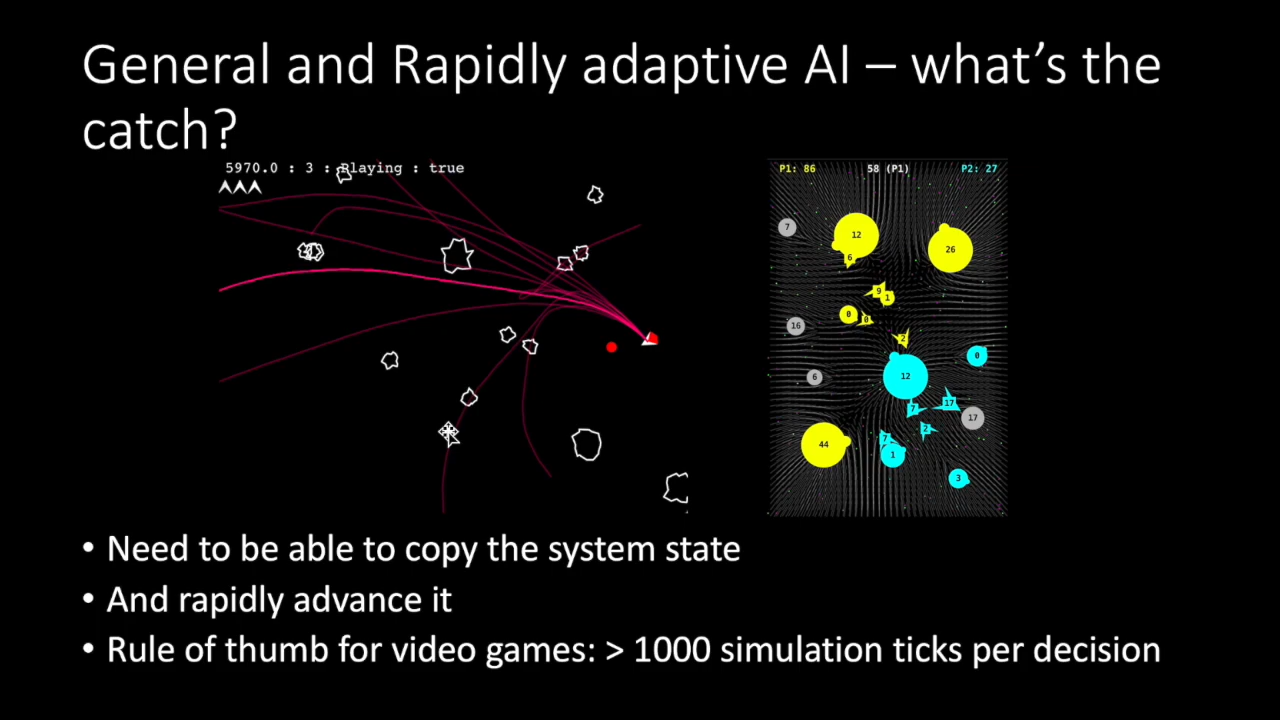 General and Rapidly adaptive AI – what's the
catch?
5970.0 : 3 : Playing : true
P1: 86
58 (P1)
P2: 27
7
12
6
26
9
1
0
8
16
2
0
12
6
7
17
17
2
44
7
1
3
• Need to be able to copy the system state
• And rapidly advance it
• Rule of thumb for video games: > 1000 simulation ticks per decision